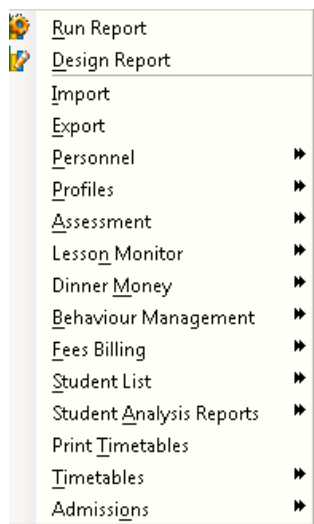 Run Report
Design Report
Import
Export
Personnel
Profiles
Assessment
Lesson Monitor
Dinner Money
Behaviour Management
Fees Billing
Student List
Student Analysis Reports
Print Timetables
Timetables
Admissions